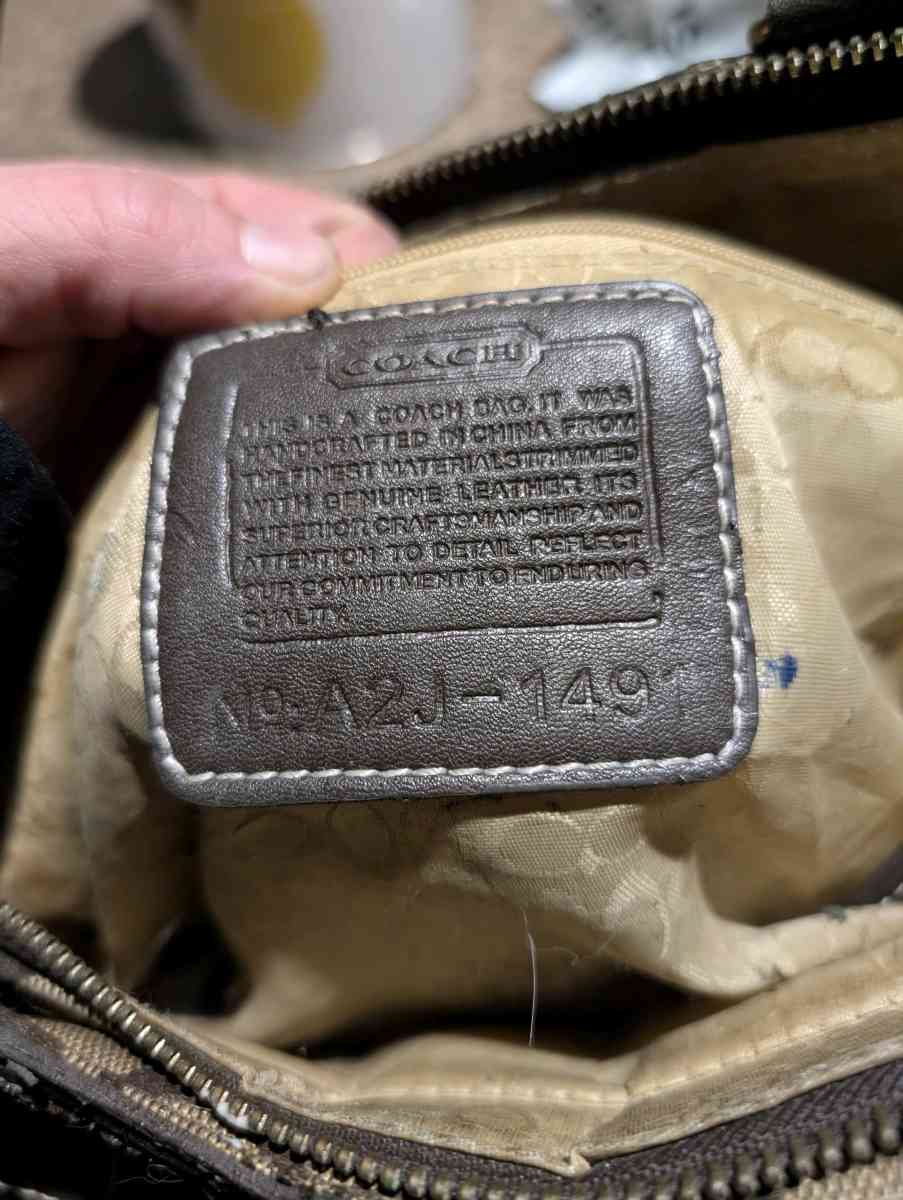 COACH
THIS IS A COACH BAG. IT WAS
HANDCRAFTED IN CHINA FROM
THE FINEST MATERIALS TRIMMED
WITH GENUINE LEATHER. ITS
SUPERIOR CRAFTSMANSHIP AND
ATTENTION TO DETAIL REFLECT
OUR COMMITMENT TO ENDURING
QUALITY.
No: A2J-1491